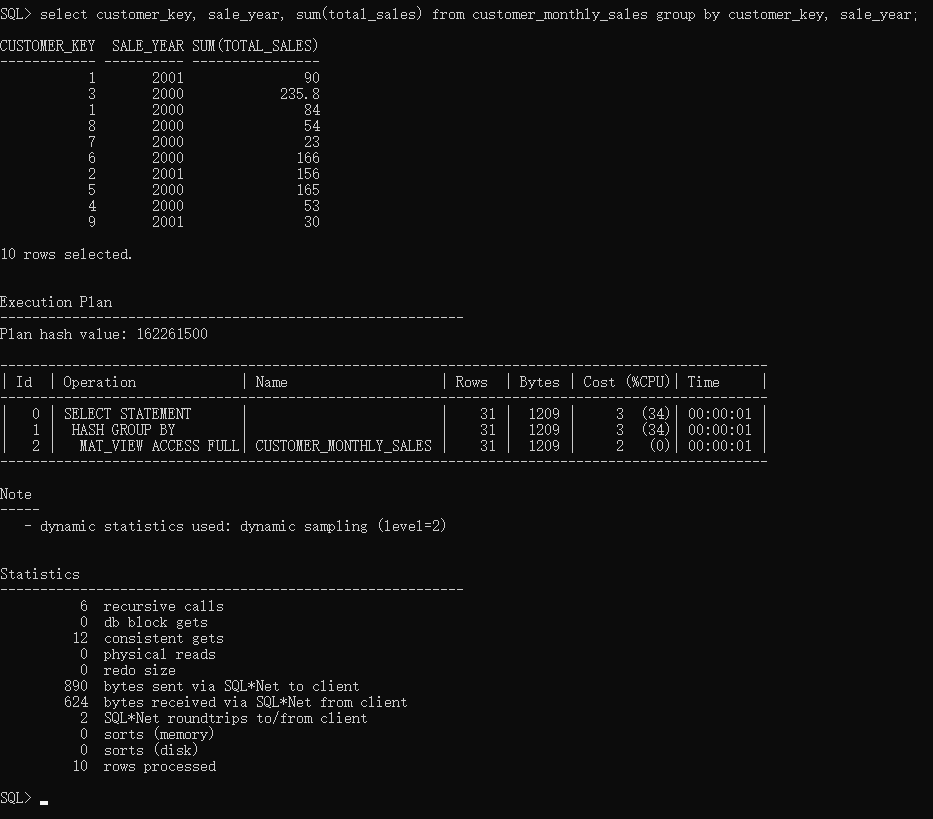 SQL> select customer_key, sale_year, sum(total_sales) from customer_monthly_sales group by customer_key, sale_year;
CUSTOMER_KEY  SALE_YEAR SUM(TOTAL_SALES)
------------ ---------- ----------------
           1       2001               90
           3       2000            235.8
           1       2000               84
           8       2000               54
           7       2000               23
           6       2000              166
           2       2001              156
           5       2000              165
           4       2000               53
           9       2001               30
10 rows selected.
Execution Plan
----------------------------------------------------------
Plan hash value: 162261500
------------------------------------------------------------------------------------------------
| Id  | Operation             | Name                   | Rows  | Bytes | Cost (%CPU)| Time     |
------------------------------------------------------------------------------------------------
|   0 | SELECT STATEMENT      |                        |    31 |  1209 |     3  (34)| 00:00:01 |
|   1 |  HASH GROUP BY        |                        |    31 |  1209 |     3  (34)| 00:00:01 |
|   2 |   MAT_VIEW ACCESS FULL| CUSTOMER_MONTHLY_SALES |    31 |  1209 |     2   (0)| 00:00:01 |
------------------------------------------------------------------------------------------------
Note
-----
   - dynamic statistics used: dynamic sampling (level=2)
Statistics
----------------------------------------------------------
          6  recursive calls
          0  db block gets
         12  consistent gets
          0  physical reads
          0  redo size
        890  bytes sent via SQL*Net to client
        624  bytes received via SQL*Net from client
          2  SQL*Net roundtrips to/from client
          0  sorts (memory)
          0  sorts (disk)
         10  rows processed
SQL>